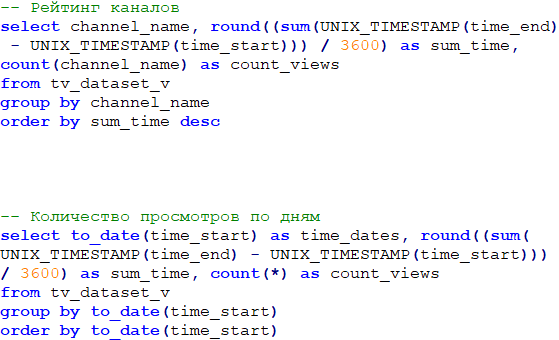 -- Рейтинг каналов
select channel_name, round((sum(UNIX_TIMESTAMP(time_end)
- UNIX_TIMESTAMP(time_start))) / 3600) as sum_time,
count(channel_name) as count_views
from tv_dataset_v
group by channel_name
order by sum_time desc
-- Количество просмотров по дням
select to_date(time_start) as time_dates, round((sum(
UNIX_TIMESTAMP(time_end) - UNIX_TIMESTAMP(time_start)))
/ 3600) as sum_time, count(*) as count_views
from tv_dataset_v
group by to_date(time_start)
order by to_date(time_start)